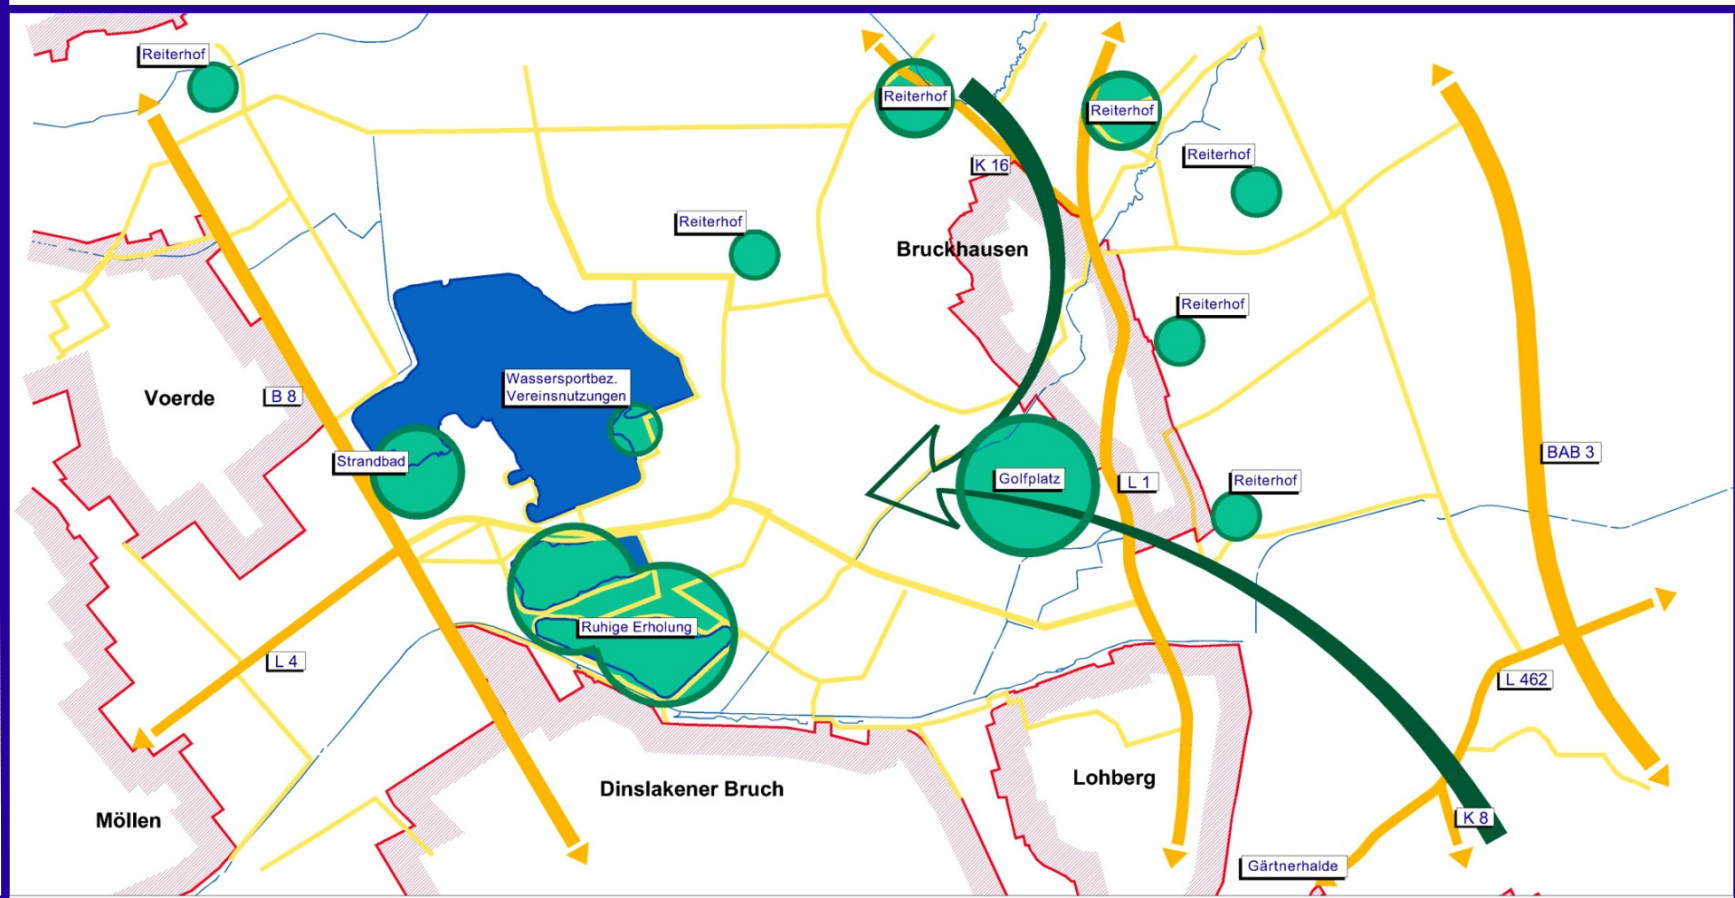 Reiterhof
Reiterhof
Reiterhof
Reiterhof
K 16
Reiterhof
Bruckhausen
Reiterhof
Wassersportbez.
Vereinsnutzungen
Voerde
B 8
Strandbad
Golfplatz
L 1
Reiterhof
BAB 3
Ruhige Erholung
L 4
L 462
Dinslakener Bruch
Lohberg
Möllen
K 8
Gärtnerhalde